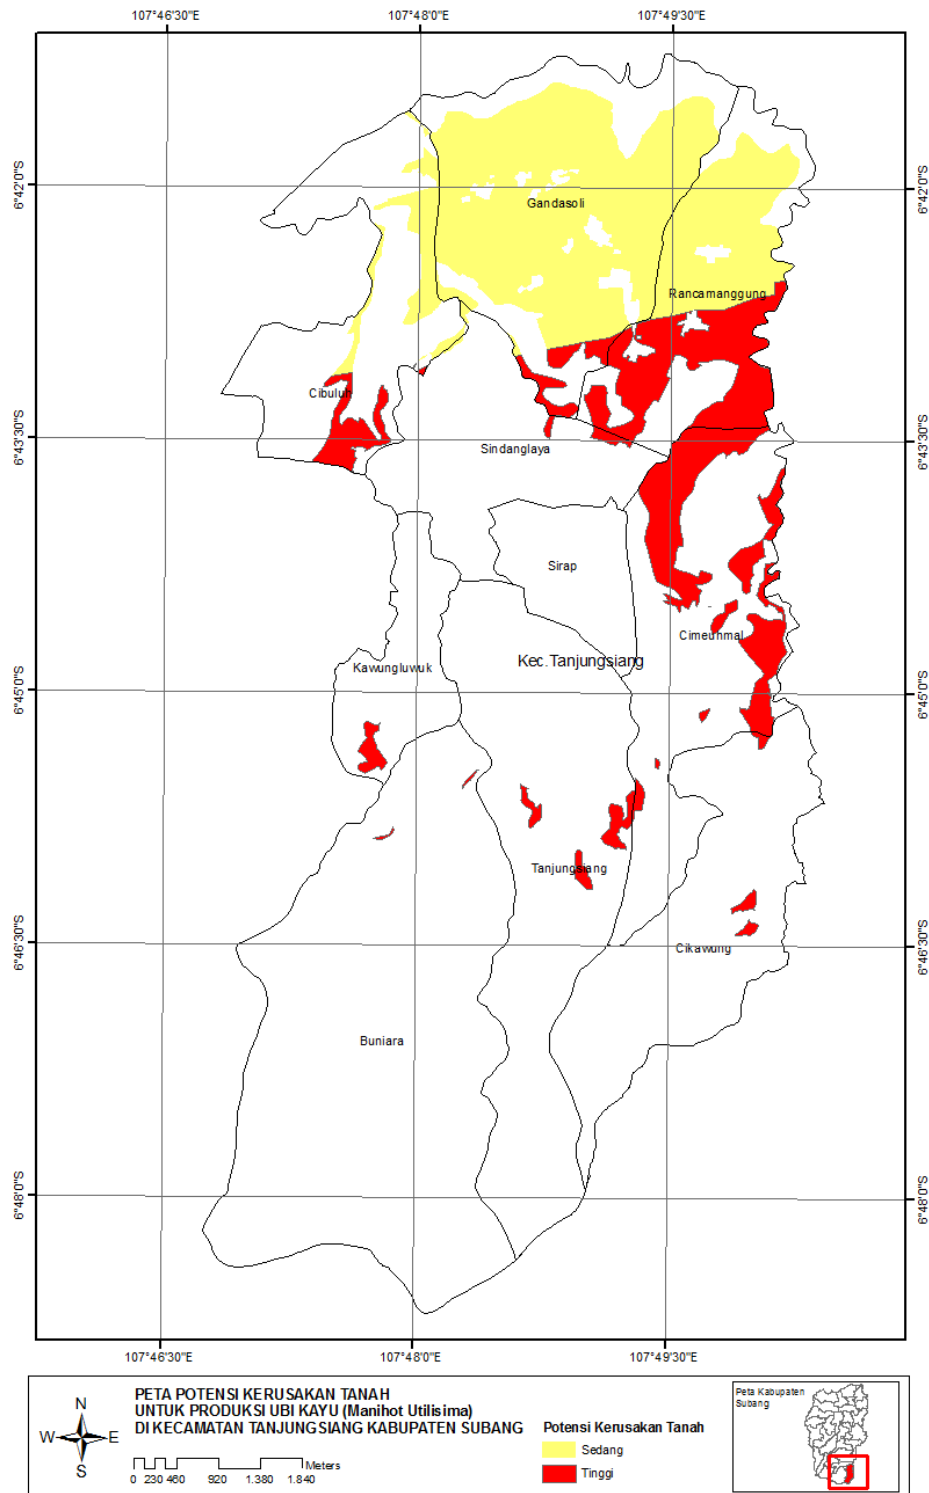 107°46'30"E 107°48'0"E 107°49'30"E
6°42'0"S 6°42'0"S
Gandasoli
Rancamanggung
Cibuluh
6°43'30"S 6°43'30"S
Sindanglaya
Sirap
Cimeuhmal
Kec.Tanjungsiang
Kawungluwuk
6°45'0"S 6°45'0"S
Tanjungsiang
6°46'30"S 6°46'30"S
Cikawung
Buniara
6°48'0"S 6°48'0"S
107°46'30"E 107°48'0"E 107°49'30"E
N
W E
S
PETA POTENSI KERUSAKAN TANAH
UNTUK PRODUKSI UBI KAYU (Manihot Utilisima)
DI KECAMATAN TANJUNGSIANG KABUPATEN SUBANG
Meters
0 230 460 920 1.380 1.840
Potensi Kerusakan Tanah
Sedang
Tinggi
Peta Kabupaten
Subang